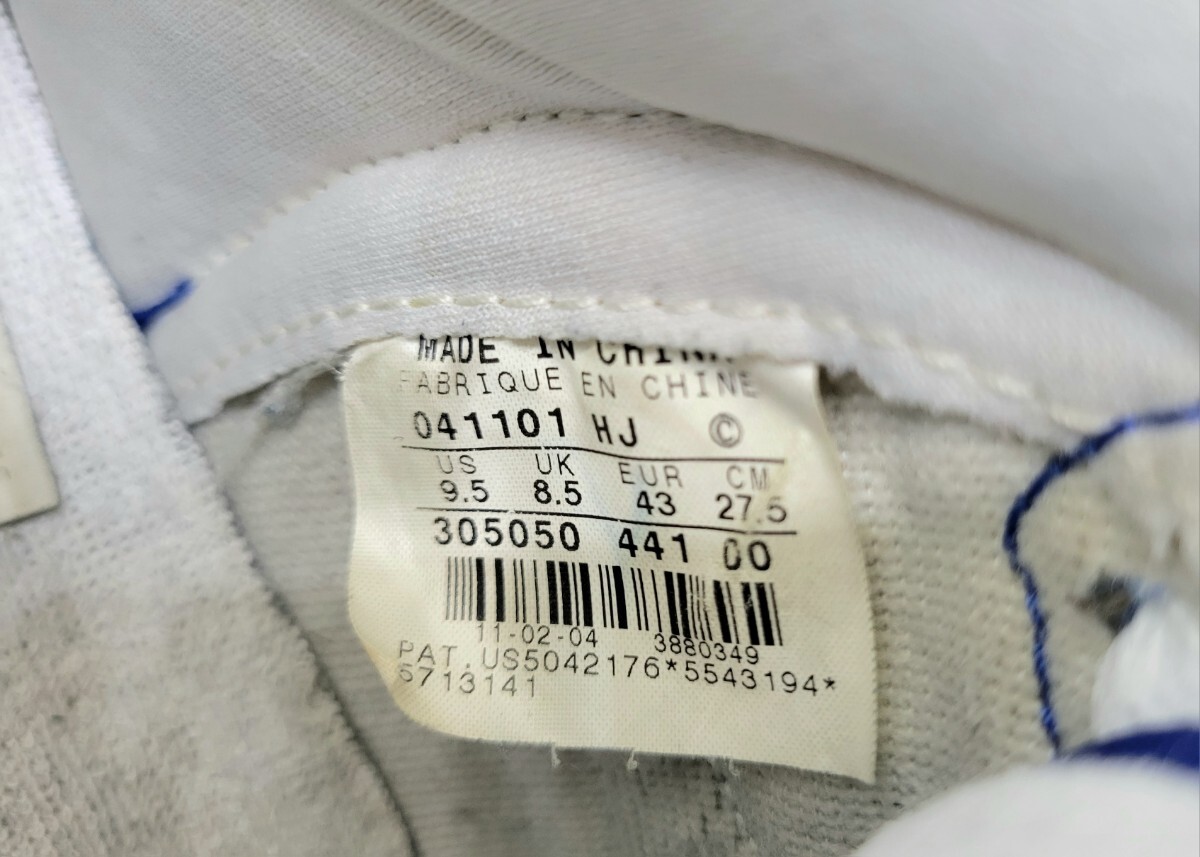 MADE IN CHINA
FABRIQUE EN CHINE
041101 HJ ©
US UK EUR CM
9.5 8.5 43 27.5
305050 441 00
11-02-04 3880349
PAT.US5042176*5543194*
5713141